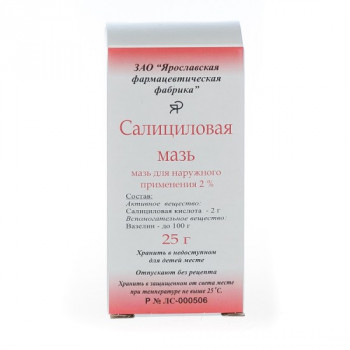 ЗАО "Ярославская
фармацевтическая
фабрика"
ЯР
Салициловая
мазь
мазь для наружного
применения 2 %
Состав:
Активное вещество:
Салициловая кислота - 2 г
Вспомогательное вещество:
Вазелин - до 100 г
25 г
Хранить в недоступном
для детей месте
Отпускают без рецепта
Хранить в защищенном от света месте
при температуре не выше 25°C.
Р № ЛС-000506